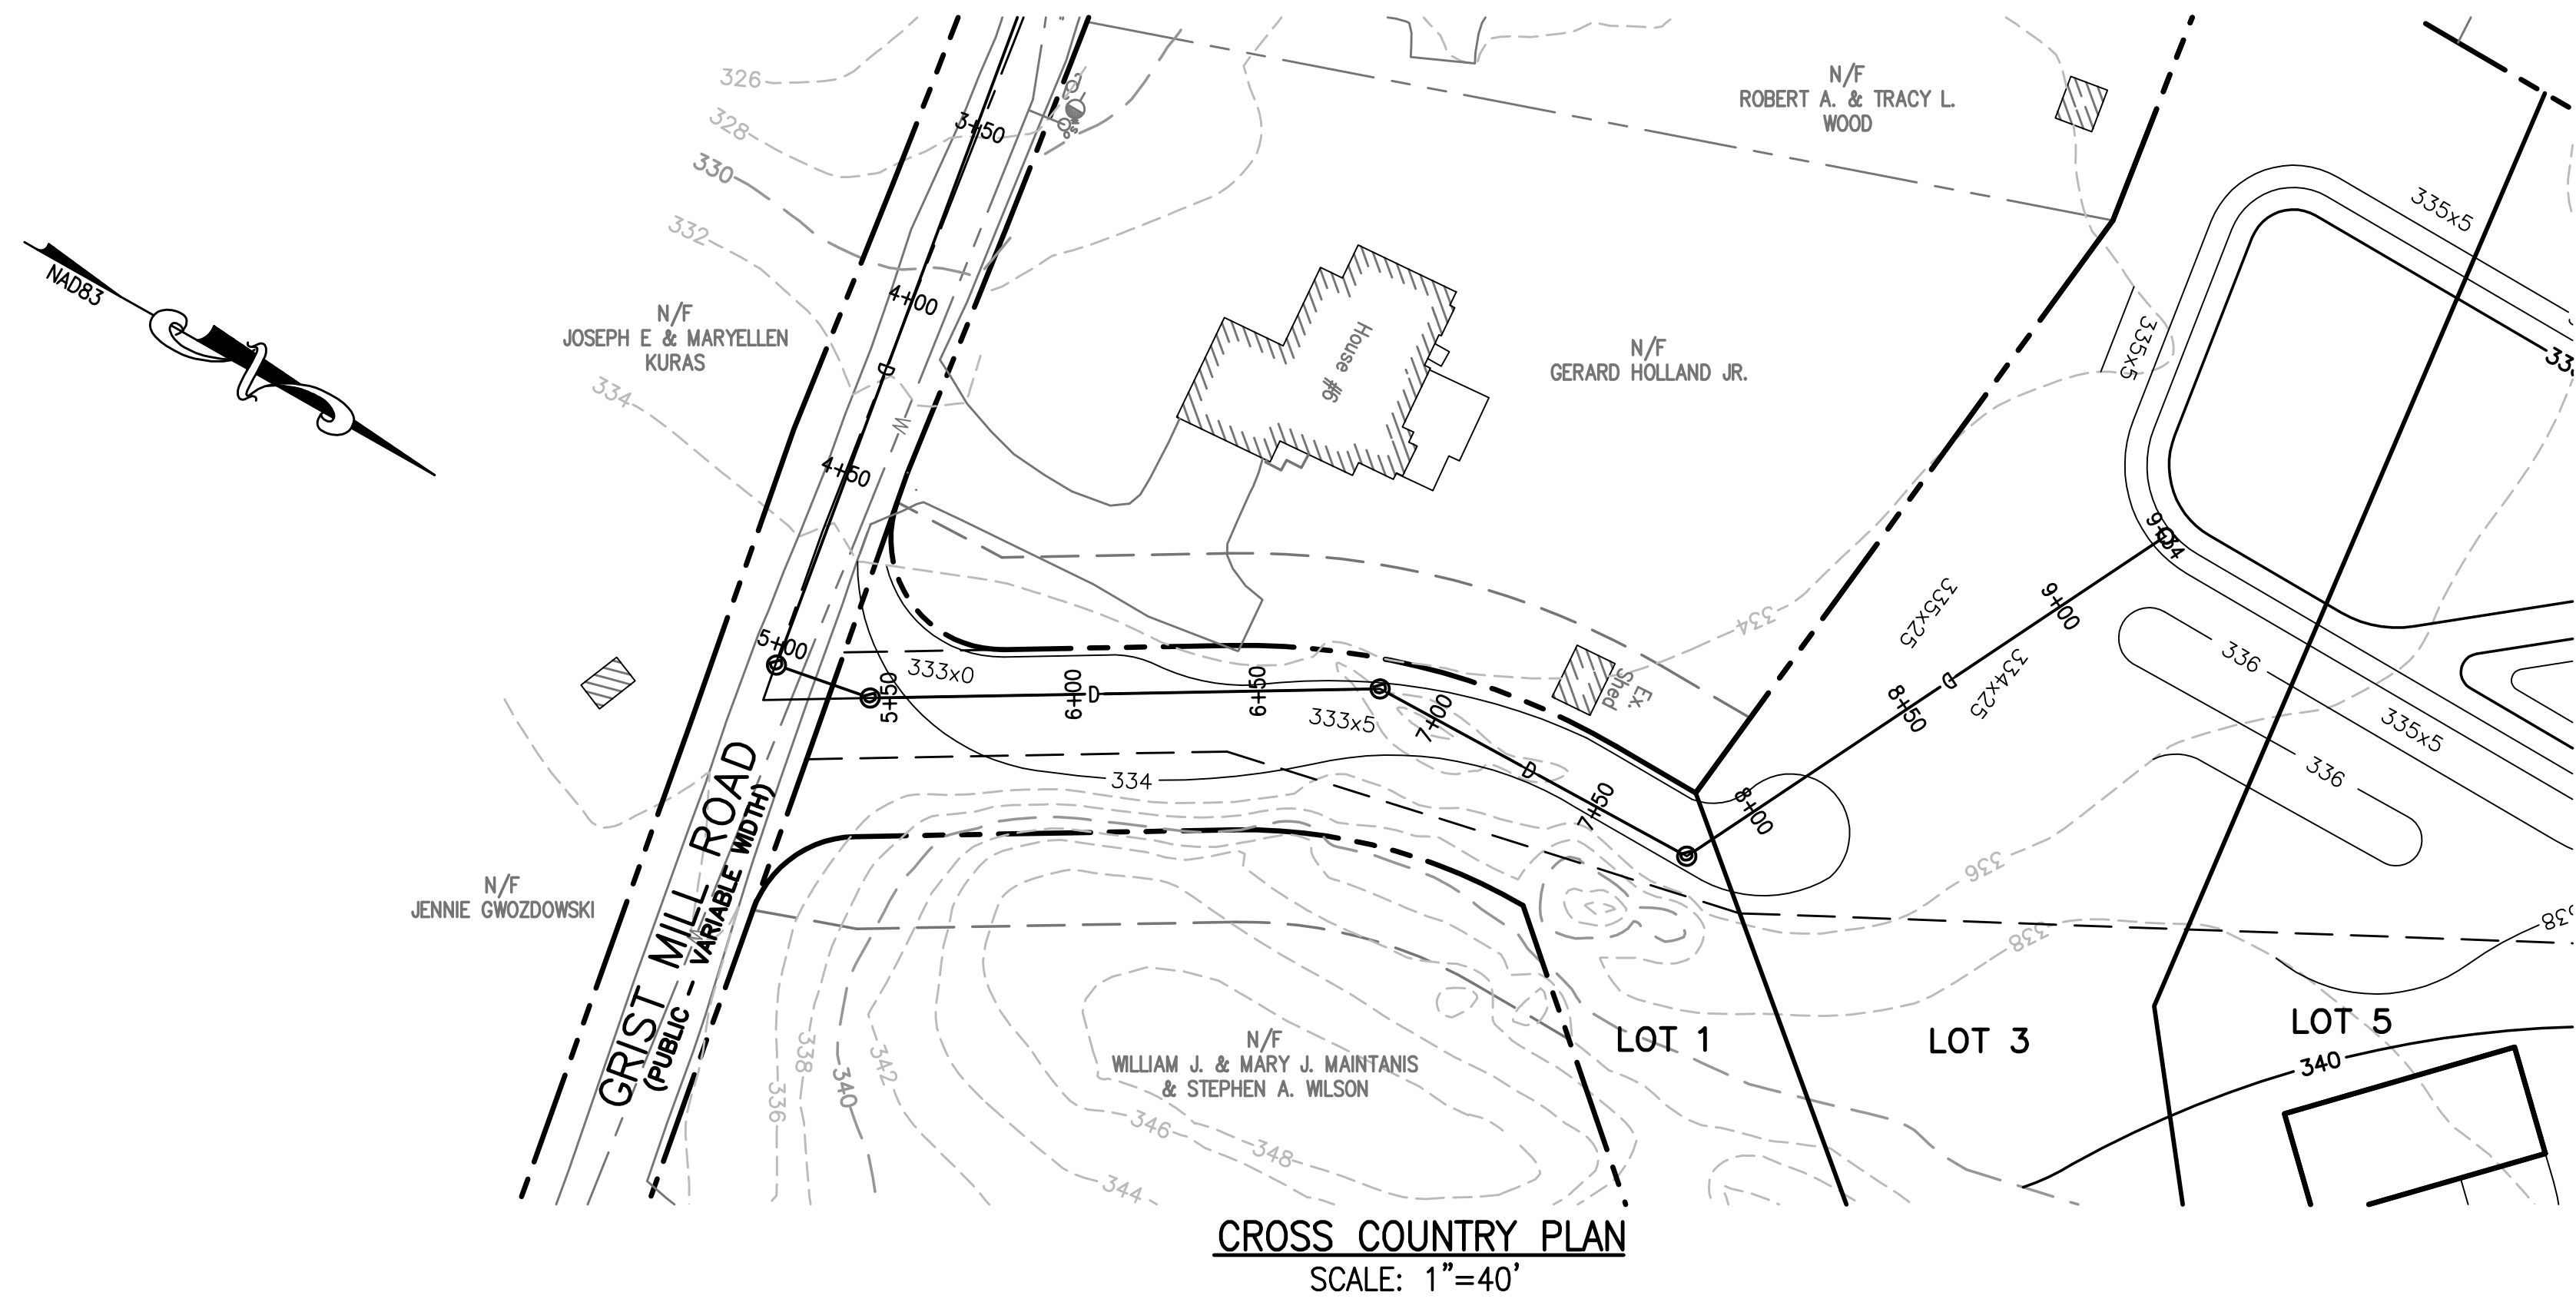 326
328
330
332
334
NAD83
3+50
4+00
D
4+50
W
5+00
N/F
JOSEPH E & MARYELLEN
KURAS
N/F
ROBERT A. & TRACY L.
WOOD
House #6
N/F
GERARD HOLLAND JR.
335x5
335x5
9+34
9+00
335x25
D
334x25
8+50
336
335x5
336
334
Ex.
Shed
333x0
5+50
6+00
D
6+50
333x5
7+00
D
7+50
8+00
334
336
338
338
GRIST MILL ROAD
(PUBLIC - VARIABLE WIDTH)
N/F
JENNIE GWOZDOWSKI
336
338
340
342
344
346
348
N/F
WILLIAM J. & MARY J. MAINTANIS
& STEPHEN A. WILSON
LOT 1
LOT 3
LOT 5
340
CROSS COUNTRY PLAN
SCALE: 1"=40'